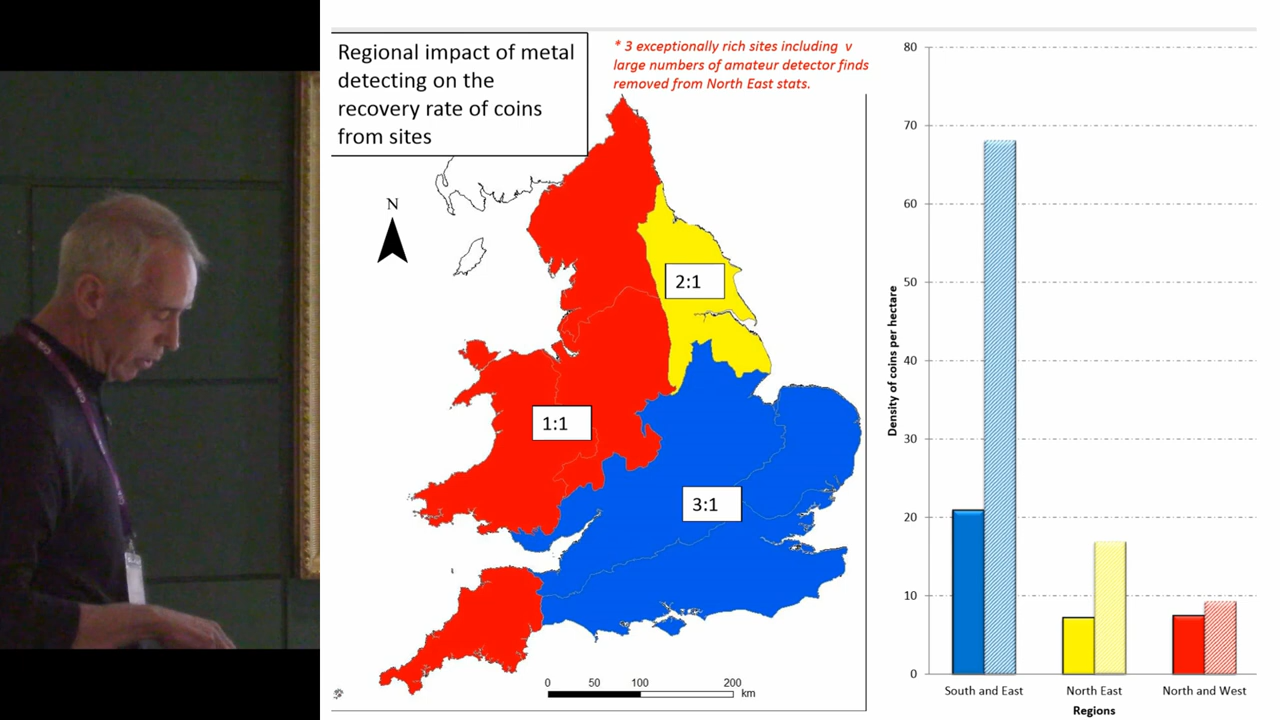 Regional impact of metal
detecting on the
recovery rate of coins
from sites
* 3 exceptionally rich sites including v
large numbers of amateur detector finds
removed from North East stats.
N
2:1
1:1
3:1
0 50 100 200
km
80
70
60
50
40
30
20
10
0
Density of coins per hectare
South and East North East North and West
Regions